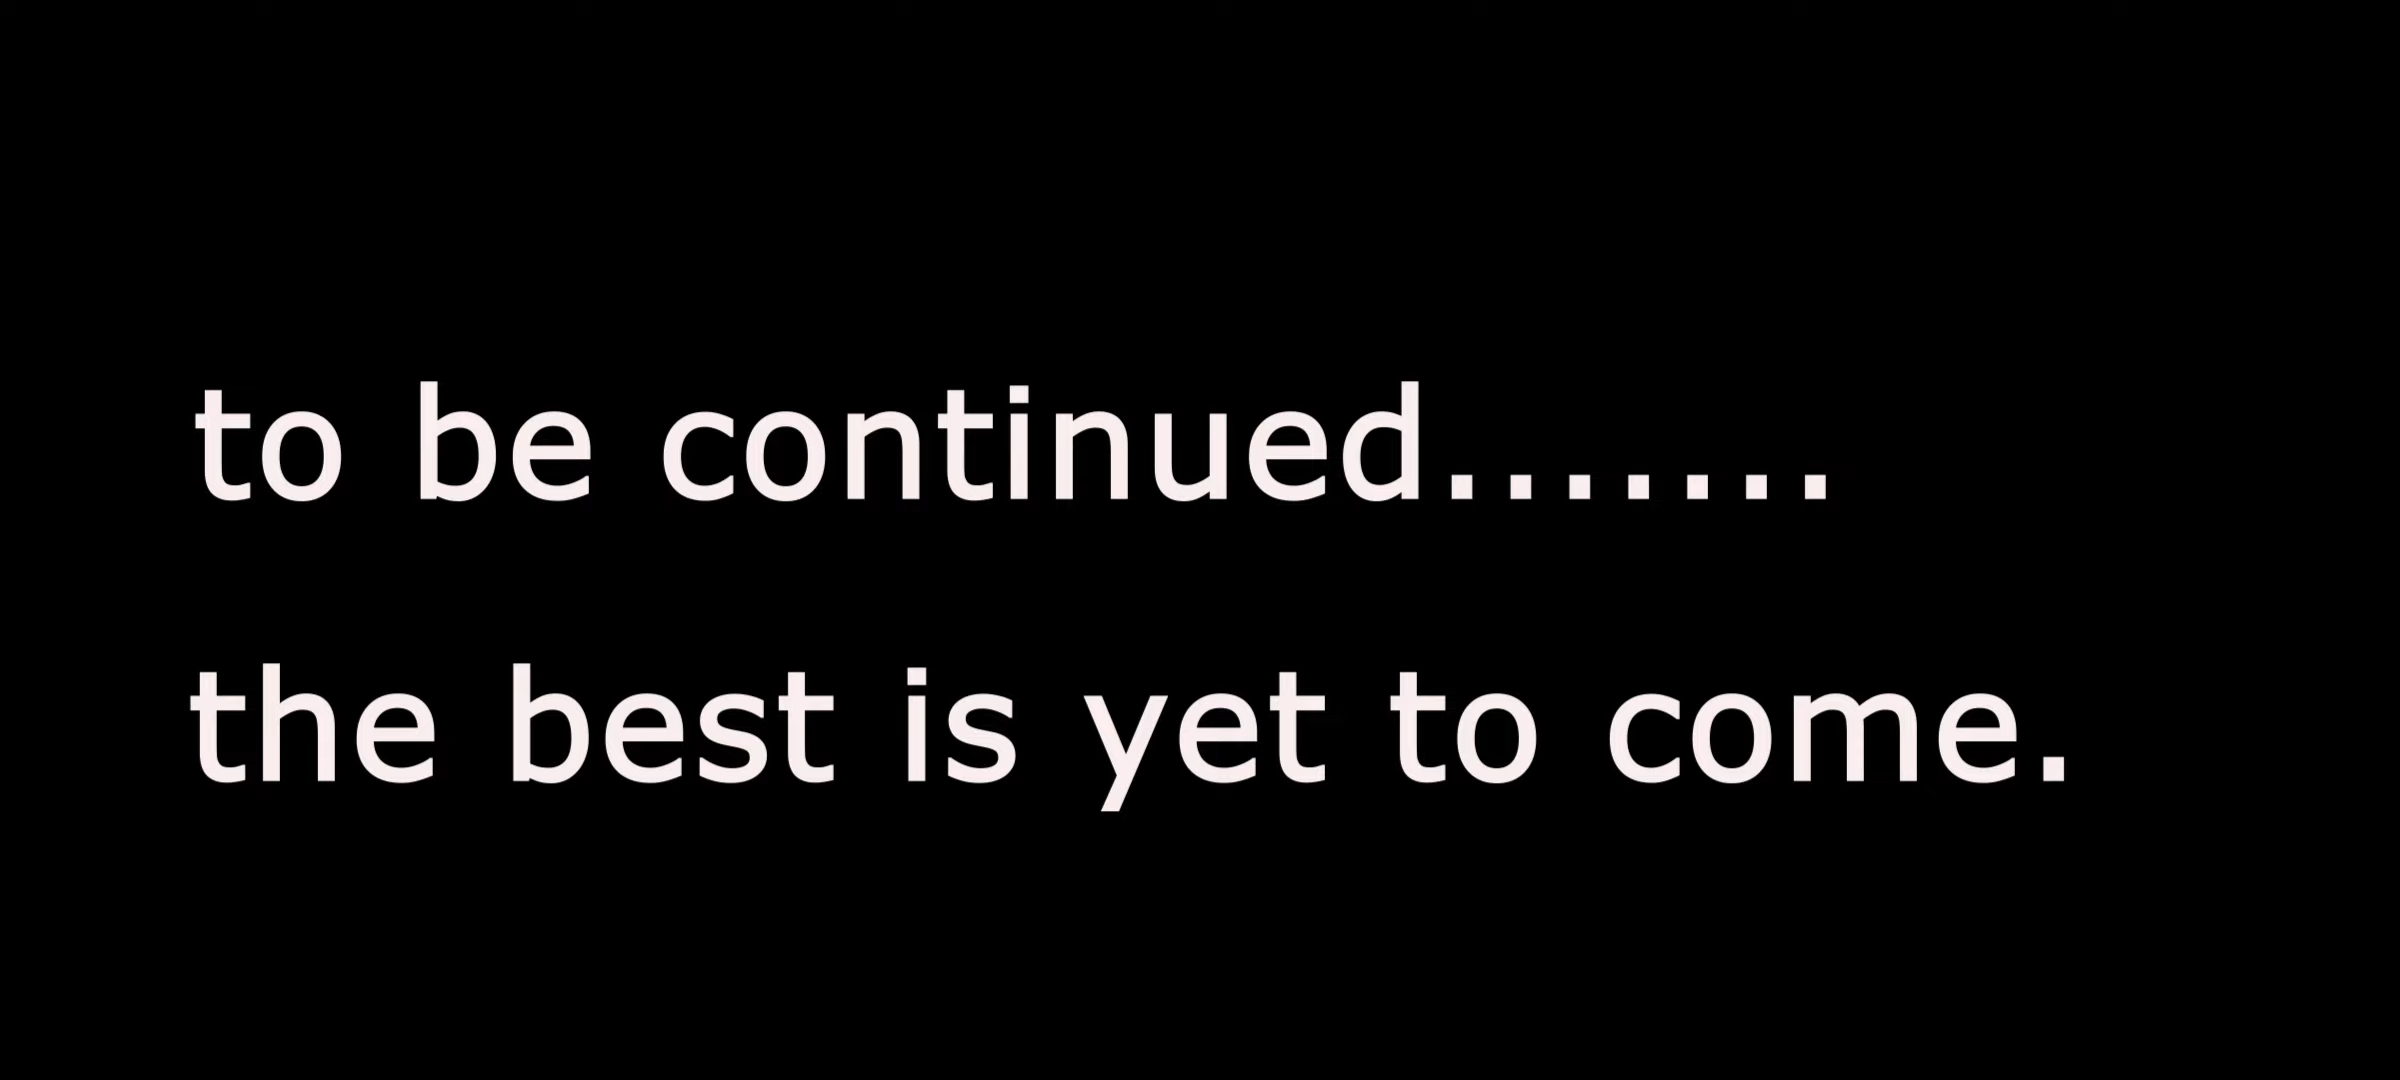 to be continued.......
the best is yet to come.